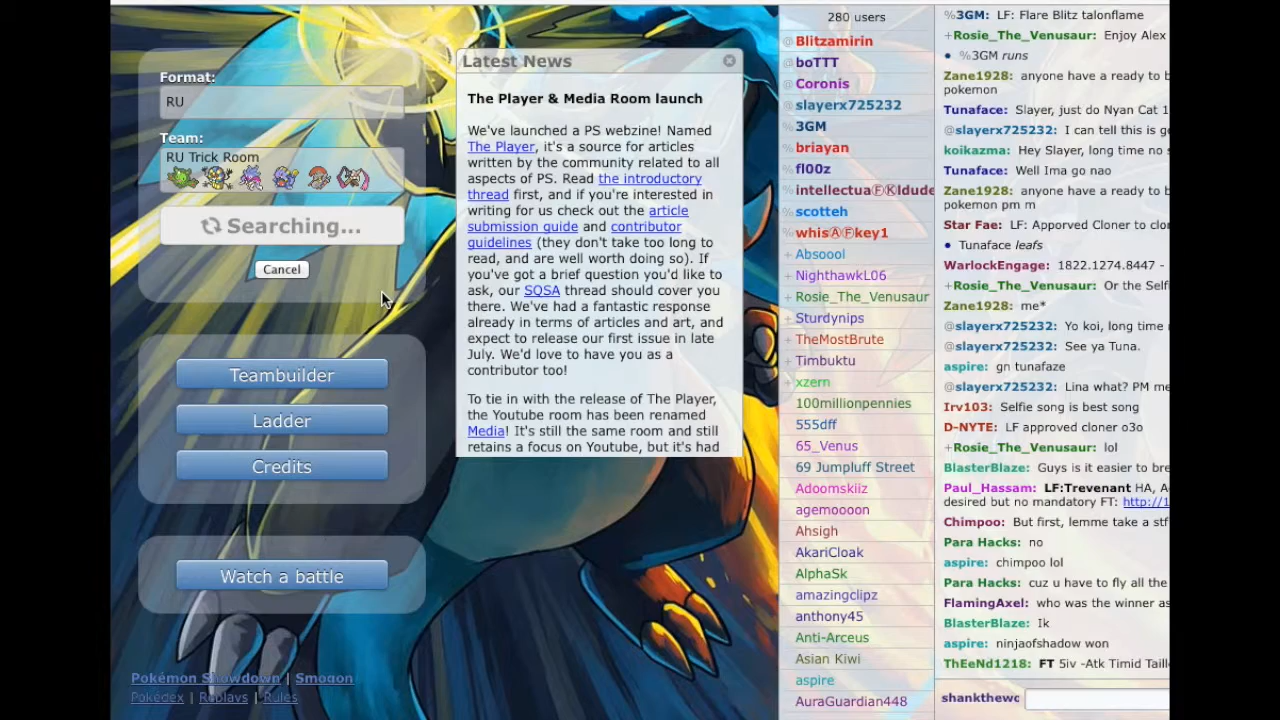 Format:
RU
Team:
RU Trick Room
Searching...
Cancel
Teambuilder
Ladder
Credits
Watch a battle
Pokémon Showdown | Smogon
Pokédex | Replays | Rules
Latest News
The Player & Media Room launch
We've launched a PS webzine! Named
The Player, it's a source for articles
written by the community related to all
aspects of PS. Read the introductory
thread first, and if you're interested in
writing for us check out the article
submission guide and contributor
guidelines (they don't take too long to
read, and are well worth doing so). If
you've got a brief question you'd like to
ask, our SQSA thread should cover you
there. We've had a fantastic response
already in terms of articles and art, and
expect to release our first issue in late
July. We'd love to have you as a
contributor too!
To tie in with the release of The Player,
the Youtube room has been renamed
Media! It's still the same room and still
retains a focus on Youtube, but it's had
280 users
@Blitzamirin
@boTTT
@Coronis
@slayerx725232
%3GM
%briayan
%fl00z
%intellectuaⒻⓀldude
%scotteh
%whisⒶⒻkey1
+Absoool
+NighthawkL06
+Rosie_The_Venusaur
+Sturdynips
+TheMostBrute
+Timbuktu
+xzern
100millionpennies
555dff
65_Venus
69 Jumpluff Street
Adoomskiiz
agemoooon
Ahsigh
AkariCloak
AlphaSk
amazingclipz
anthony45
Anti-Arceus
Asian Kiwi
aspire
AuraGuardian448
%3GM: LF: Flare Blitz talonflame
+Rosie_The_Venusaur: Enjoy Alex
• %3GM runs
Zane1928: anyone have a ready to b
pokemon
Tunaface: Slayer, just do Nyan Cat 1
@slayerx725232: I can tell this is go
koikazma: Hey Slayer, long time no s
Tunaface: Well Ima go nao
Zane1928: anyone have a ready to b
pokemon pm m
Star Fae: LF: Apporved Cloner to clor
• Tunaface leafs
WarlockEngage: 1822.1274.8447 -
+Rosie_The_Venusaur: Or the Self
Zane1928: me*
@slayerx725232: Yo koi, long time r
@slayerx725232: See ya Tuna.
aspire: gn tunafaze
@slayerx725232: Lina what? PM me
Irv103: Selfie song is best song
D-NYTE: LF approved cloner o3o
+Rosie_The_Venusaur: lol
BlasterBlaze: Guys is it easier to bre
Paul_Hassam: LF:Trevenant HA, A
desired but no mandatory FT: http://1
Chimpoo: But first, lemme take a stf
Para Hacks: no
aspire: chimpoo lol
Para Hacks: cuz u have to fly all the
FlamingAxel: who was the winner as
BlasterBlaze: Ik
aspire: ninjaofshadow won
ThEeNd1218: FT 5iv -Atk Timid Taill
shankthewo